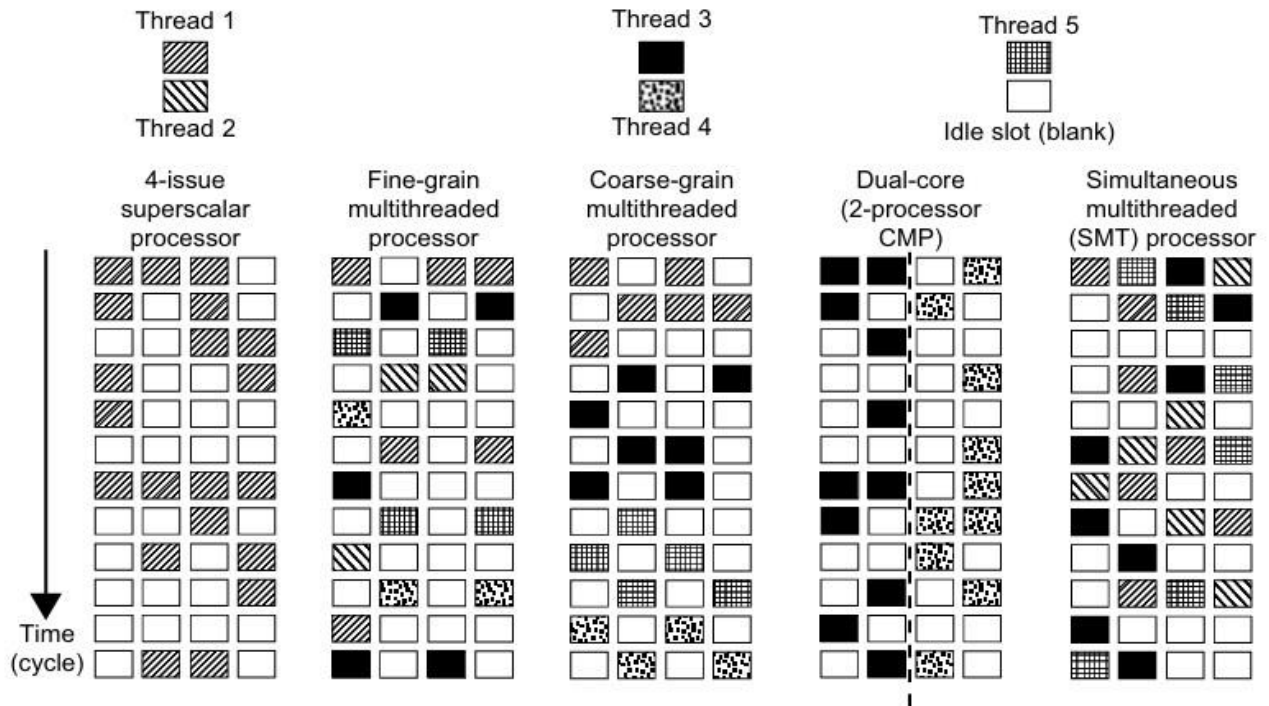 Thread 1
Thread 2
Thread 3
Thread 4
Thread 5
Idle slot (blank)
4-issue
superscalar
processor
Fine-grain
multithreaded
processor
Coarse-grain
multithreaded
processor
Dual-core
(2-processor
CMP)
Simultaneous
multithreaded
(SMT) processor
Time
(cycle)